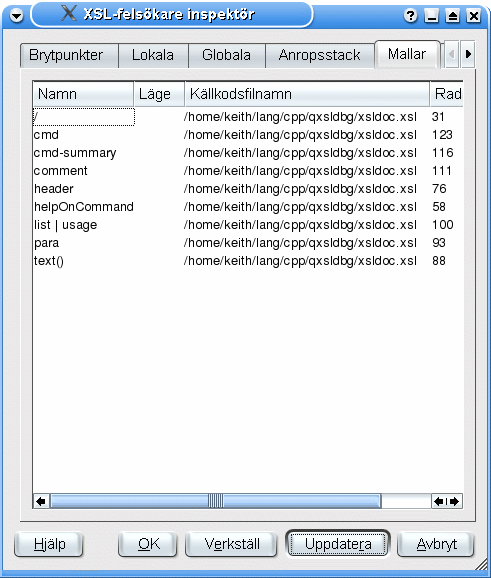 XSL-felsökare inspektör
Brytpunkter Lokala Globala Anropsstack Mallar
Namn Läge Källkodsfilnamn Rad
/ /home/keith/lang/cpp/qxsldbg/xsldoc.xsl 31
cmd /home/keith/lang/cpp/qxsldbg/xsldoc.xsl 123
cmd-summary /home/keith/lang/cpp/qxsldbg/xsldoc.xsl 116
comment /home/keith/lang/cpp/qxsldbg/xsldoc.xsl 111
header /home/keith/lang/cpp/qxsldbg/xsldoc.xsl 76
helpOnCommand /home/keith/lang/cpp/qxsldbg/xsldoc.xsl 58
list | usage /home/keith/lang/cpp/qxsldbg/xsldoc.xsl 100
para /home/keith/lang/cpp/qxsldbg/xsldoc.xsl 93
text() /home/keith/lang/cpp/qxsldbg/xsldoc.xsl 88
Hjälp OK Verkställ Uppdatera Avbryt